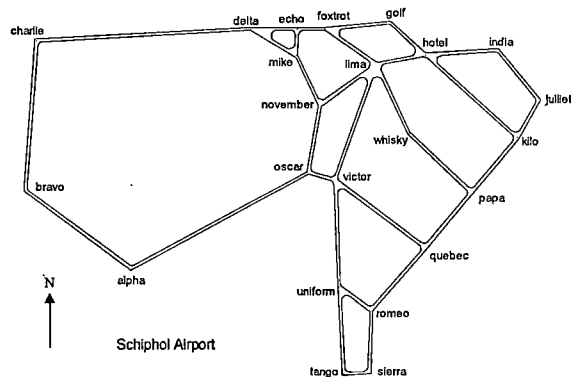 golf
delta echo foxtrot
charlie
hotel
india
mike
lima
november
juliet
whisky
kilo
oscar
victor
bravo
papa
quebec
alpha
N
uniform
romeo
Schiphol Airport
tango sierra